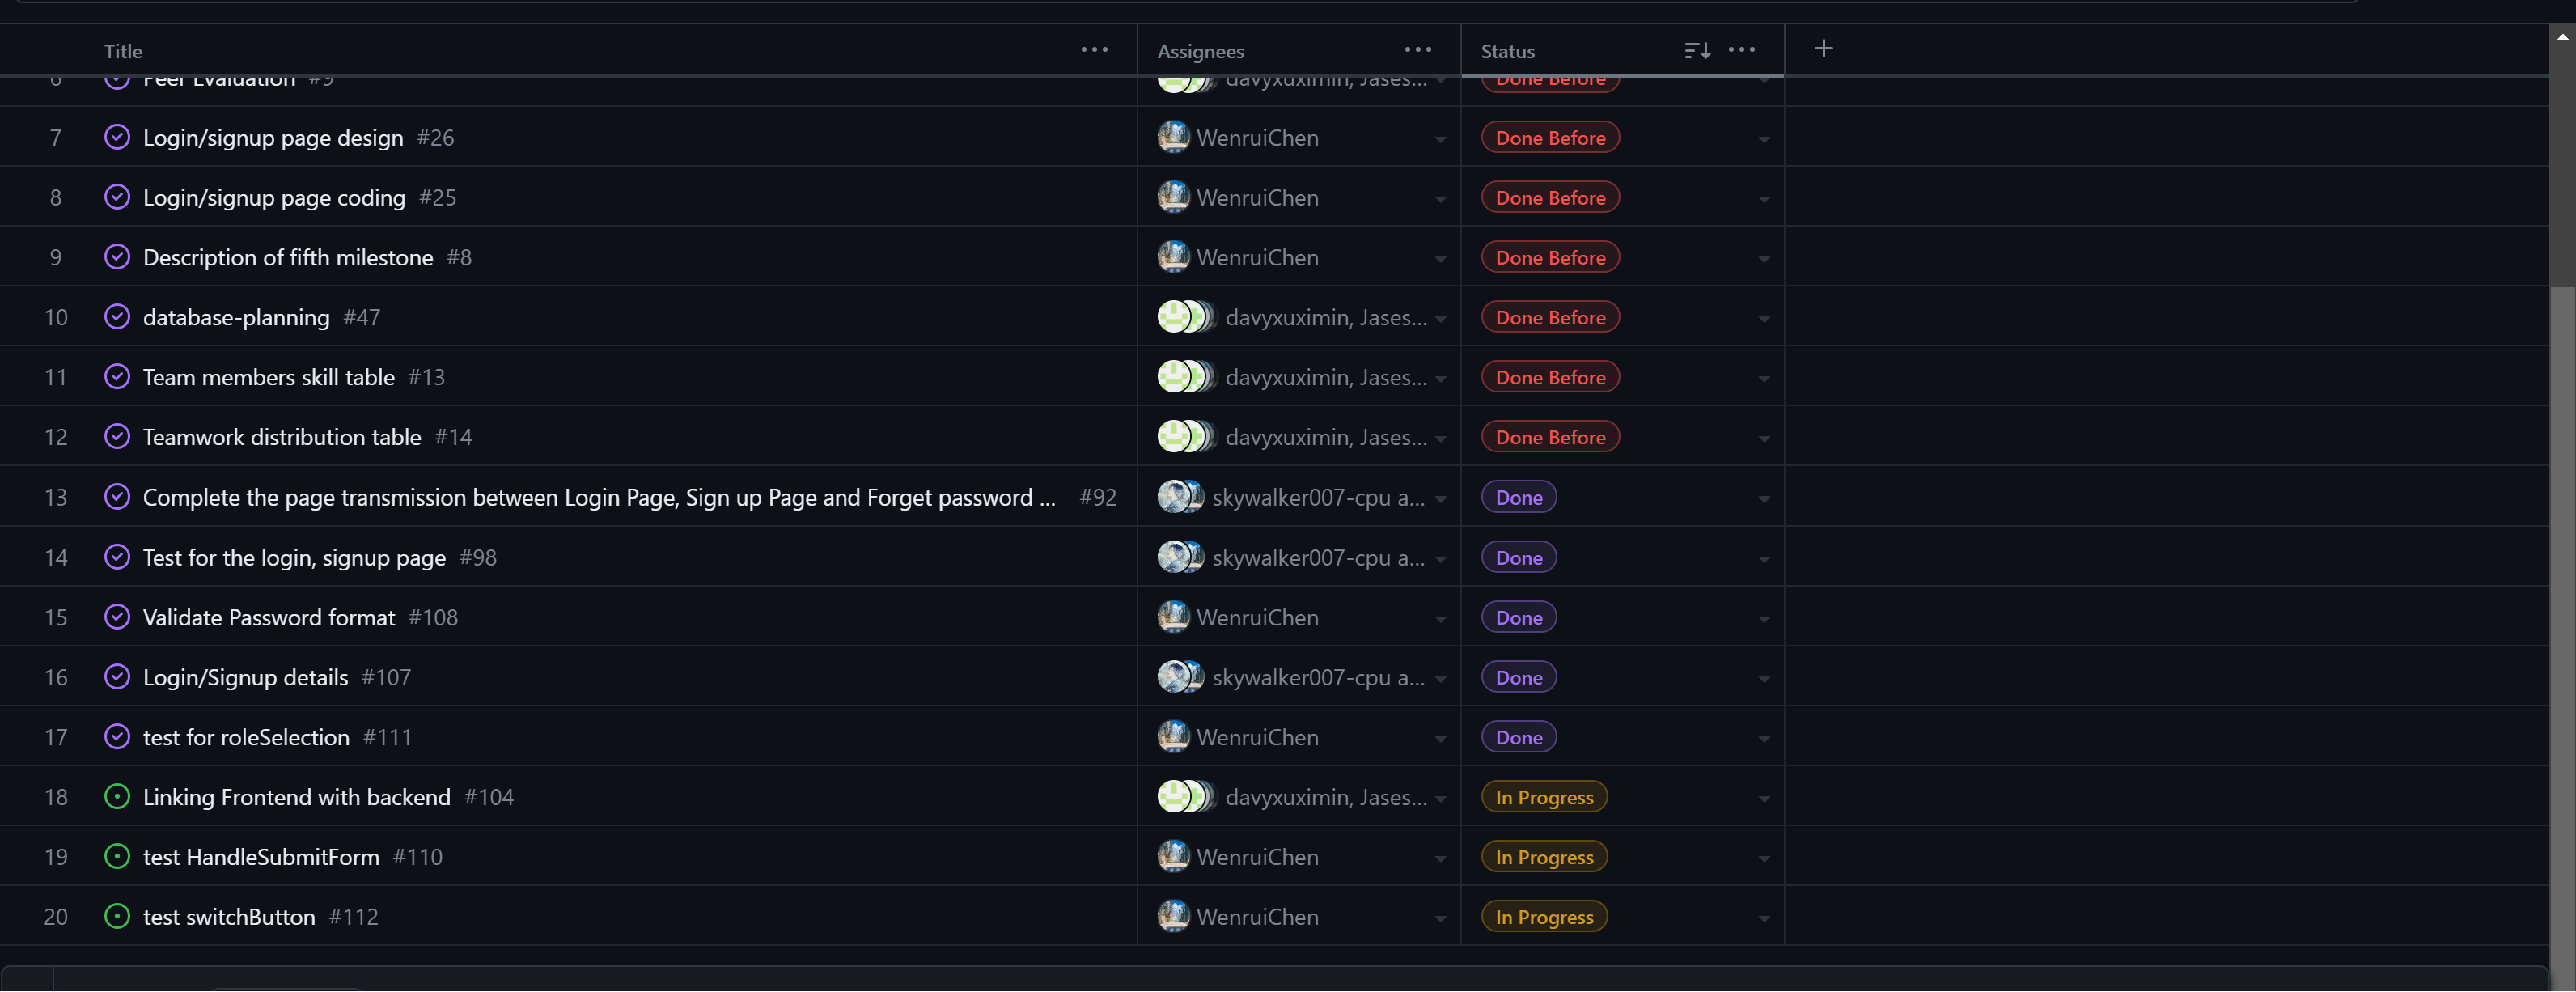 Title Assignees Status
6 Peer Evaluation #9 davyxuximin, Jases... Done Before
7 Login/signup page design #26 WenruiChen Done Before
8 Login/signup page coding #25 WenruiChen Done Before
9 Description of fifth milestone #8 WenruiChen Done Before
10 database-planning #47 davyxuximin, Jases... Done Before
11 Team members skill table #13 davyxuximin, Jases... Done Before
12 Teamwork distribution table #14 davyxuximin, Jases... Done Before
13 Complete the page transmission between Login Page, Sign up Page and Forget password ... #92 skywalker007-cpu a... Done
14 Test for the login, signup page #98 skywalker007-cpu a... Done
15 Validate Password format #108 WenruiChen Done
16 Login/Signup details #107 skywalker007-cpu a... Done
17 test for roleSelection #111 WenruiChen Done
18 Linking Frontend with backend #104 davyxuximin, Jases... In Progress
19 test HandleSubmitForm #110 WenruiChen In Progress
20 test switchButton #112 WenruiChen In Progress